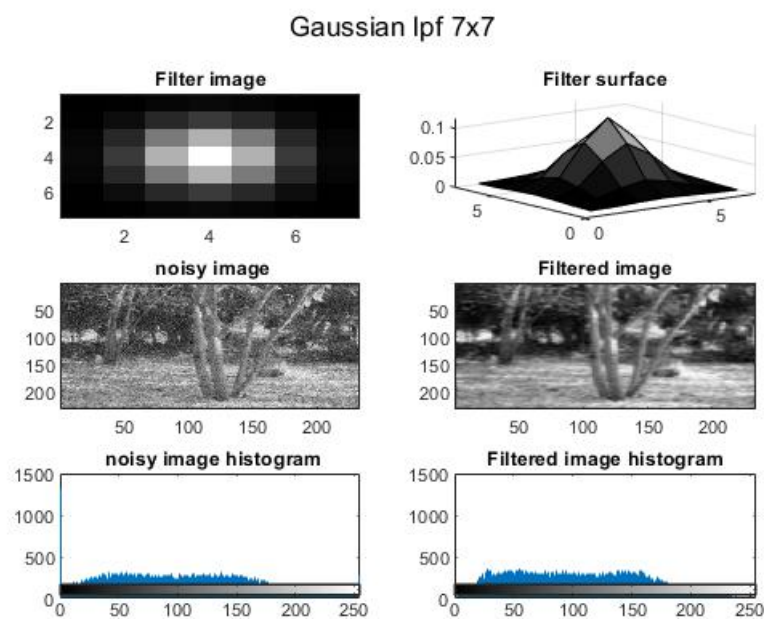 Gaussian lpf 7x7
Filter image
2
4
6
2 4 6
Filter surface
0.1
0.05
0
5
0 0
5
noisy image
50
100
150
200
50 100 150 200
Filtered image
50
100
150
200
50 100 150 200
noisy image histogram
1500
1000
500
0
0 50 100 150 200 250
Filtered image histogram
1500
1000
500
0
0 50 100 150 200 250